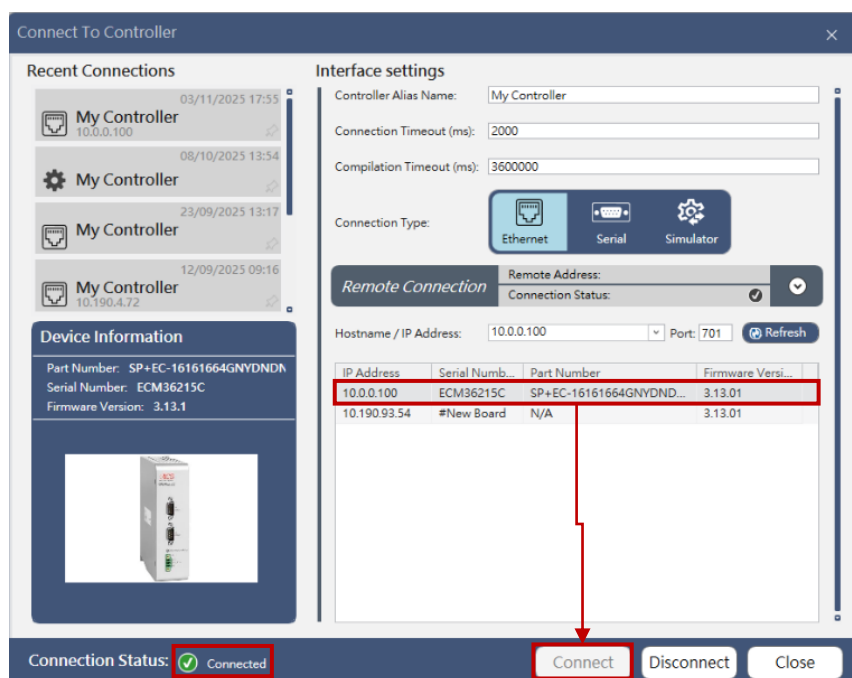 Connect To Controller
Recent Connections
03/11/2025 17:55
My Controller
10.0.0.100
08/10/2025 13:54
My Controller
23/09/2025 13:17
My Controller
12/09/2025 09:16
My Controller
10.190.4.72
Device Information
Part Number: SP+EC-16161664GNYDNDN
Serial Number: ECM36215C
Firmware Version: 3.13.1
Interface settings
Controller Alias Name: My Controller
Connection Timeout (ms): 2000
Compilation Timeout (ms): 3600000
Connection Type:
Ethernet Serial Simulator
Remote Connection
Remote Address:
Connection Status:
Hostname / IP Address: 10.0.0.100 Port: 701 Refresh
IP Address Serial Numb... Part Number Firmware Versi...
10.0.0.100 ECM36215C SP+EC-16161664GNYDND... 3.13.01
10.190.93.54 #New Board N/A 3.13.01
Connection Status: Connected
Connect Disconnect Close